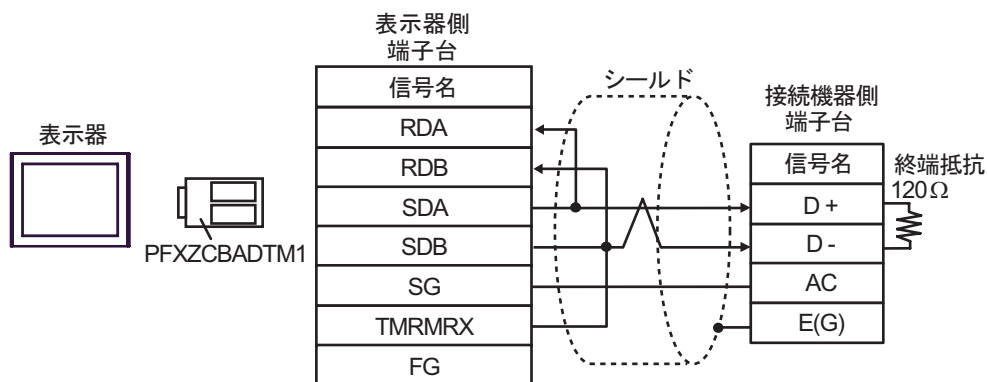 表示器
PFXZCBADTM1
表示器側
端子台
信号名
RDA
RDB
SDA
SDB
SG
TMRMRX
FG
シールド
接続機器側
端子台
信号名
D +
D -
AC
E(G)
終端抵抗
120Ω